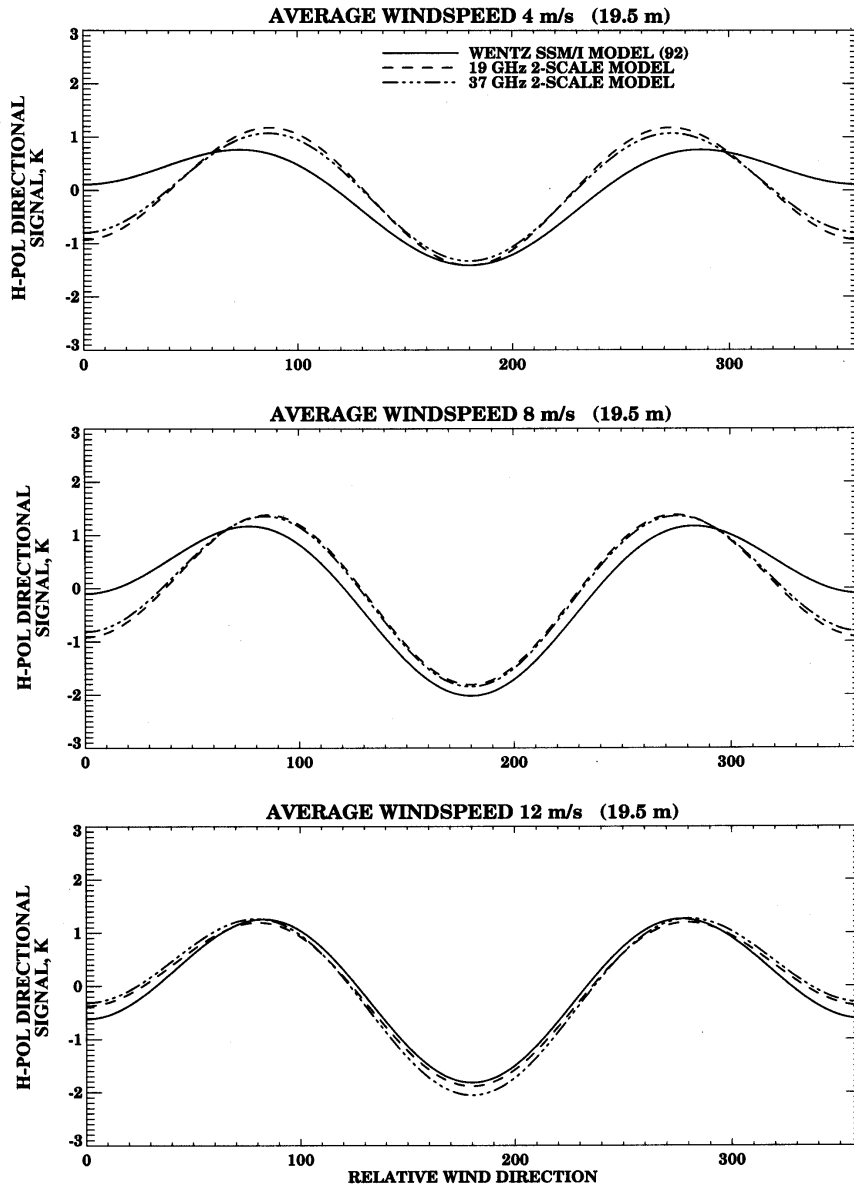 AVERAGE WINDSPEED 4 m/s (19.5 m)
WENTZ SSM/I MODEL (92)
19 GHz 2-SCALE MODEL
37 GHz 2-SCALE MODEL
H-POL DIRECTIONAL
SIGNAL, K
3
2
1
0
-1
-2
-3
0 100 200 300
AVERAGE WINDSPEED 8 m/s (19.5 m)
H-POL DIRECTIONAL
SIGNAL, K
3
2
1
0
-1
-2
-3
0 100 200 300
AVERAGE WINDSPEED 12 m/s (19.5 m)
H-POL DIRECTIONAL
SIGNAL, K
3
2
1
0
-1
-2
-3
0 100 200 300
RELATIVE WIND DIRECTION